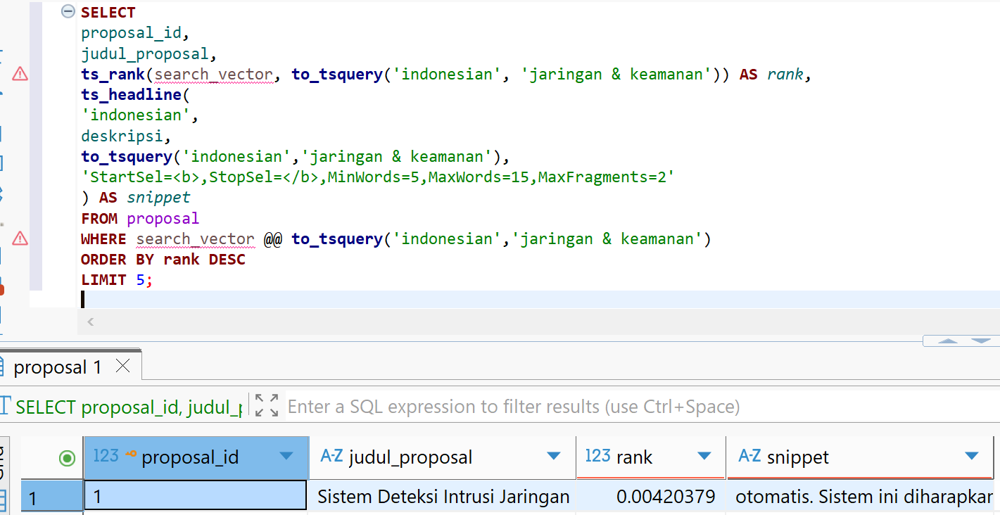 SELECT
proposal_id,
judul_proposal,
ts_rank(search_vector, to_tsquery('indonesian', 'jaringan & keamanan')) AS rank,
ts_headline(
'indonesian',
deskripsi,
to_tsquery('indonesian','jaringan & keamanan'),
'StartSel=<b>,StopSel=</b>,MinWords=5,MaxWords=15,MaxFragments=2'
) AS snippet
FROM proposal
WHERE search_vector @@ to_tsquery('indonesian','jaringan & keamanan')
ORDER BY rank DESC
LIMIT 5;
proposal 1
SELECT proposal_id, judul_p Enter a SQL expression to filter results (use Ctrl+Space)
123 proposal_id A-Z judul_proposal 123 rank A-Z snippet
1 1 Sistem Deteksi Intrusi Jaringan 0.00420379 otomatis. Sistem ini diharapkar